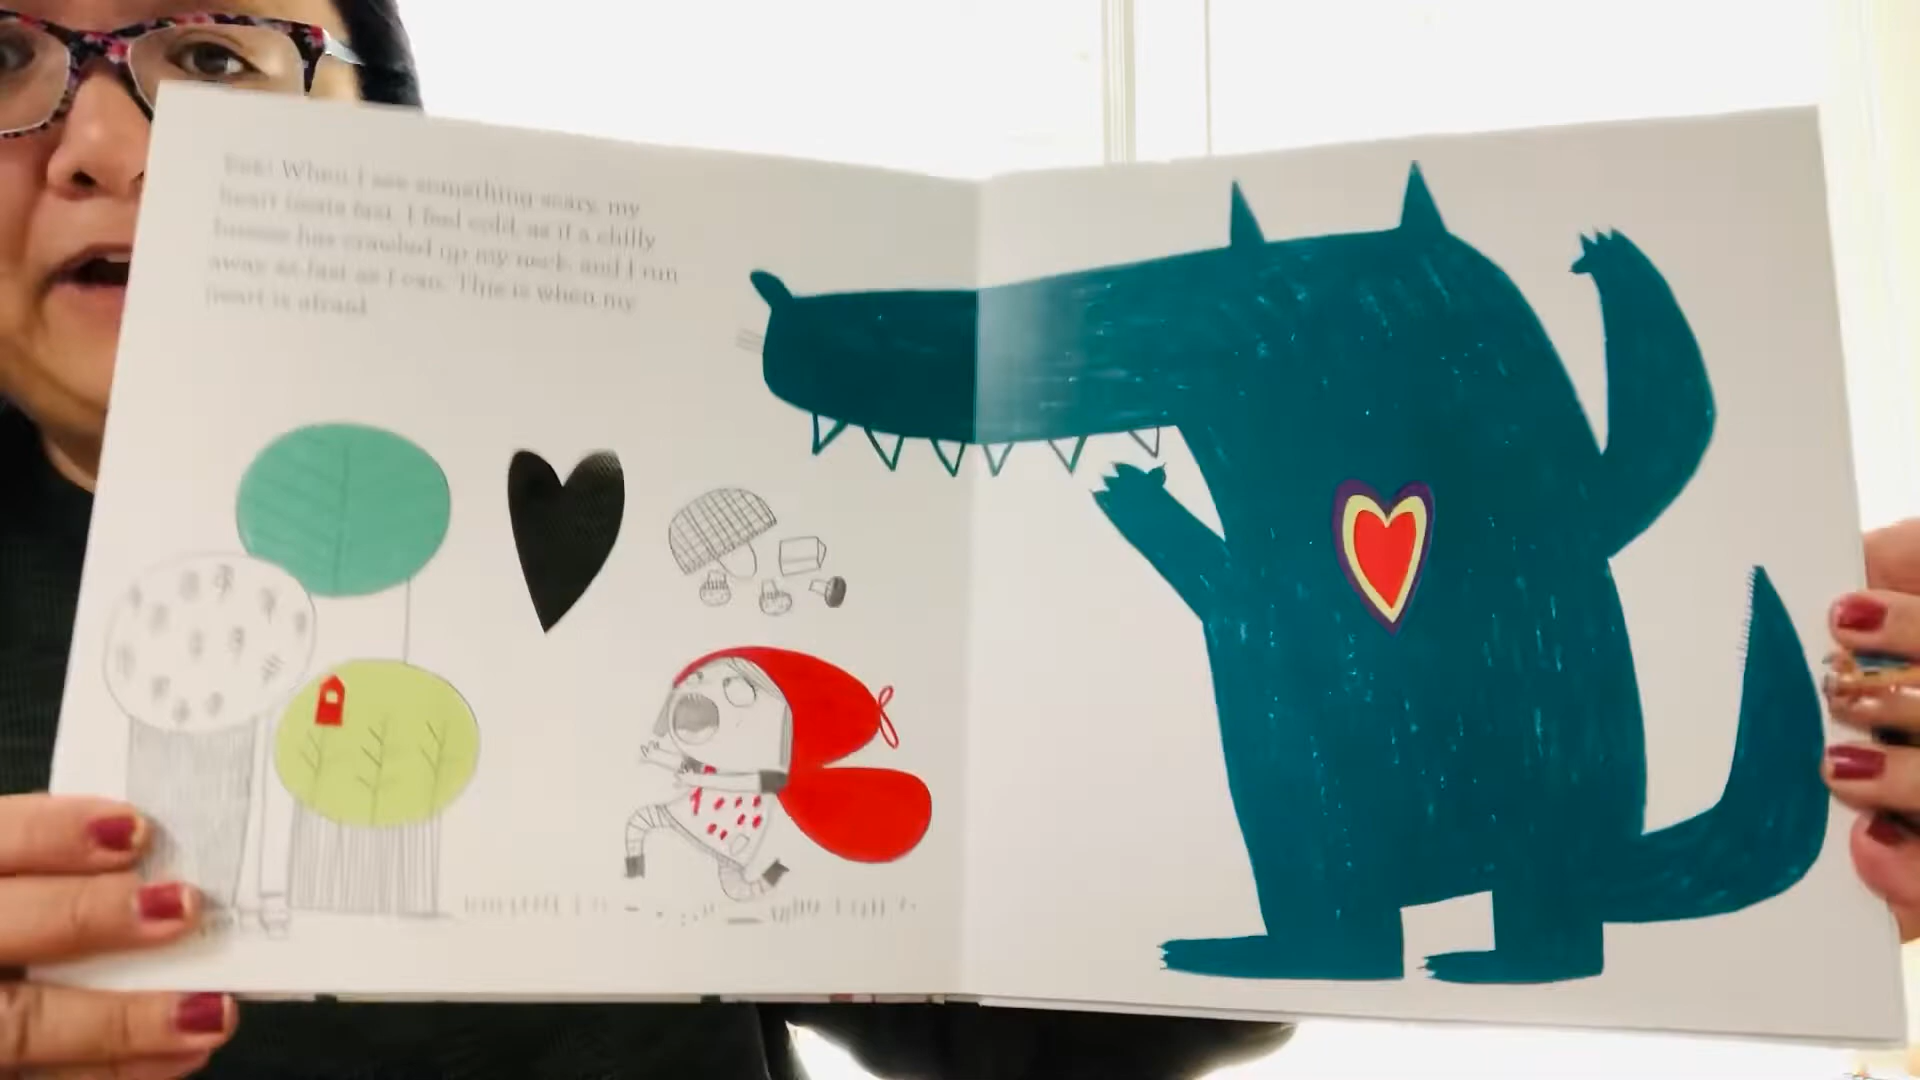 Eek! When I see something scary, my
heart beats fast. I feel cold, as if a chilly
breeze has crawled up my neck, and I run
away as fast as I can. This is when my
heart is afraid.